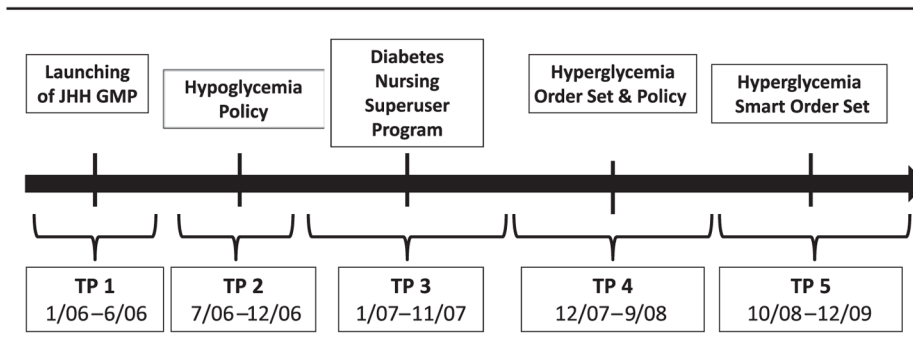 Launching
of JHH GMP
Hypoglycemia
Policy
Diabetes
Nursing
Superuser
Program
Hyperglycemia
Order Set & Policy
Hyperglycemia
Smart Order Set
TP 1
1/06–6/06
TP 2
7/06–12/06
TP 3
1/07–11/07
TP 4
12/07–9/08
TP 5
10/08–12/09